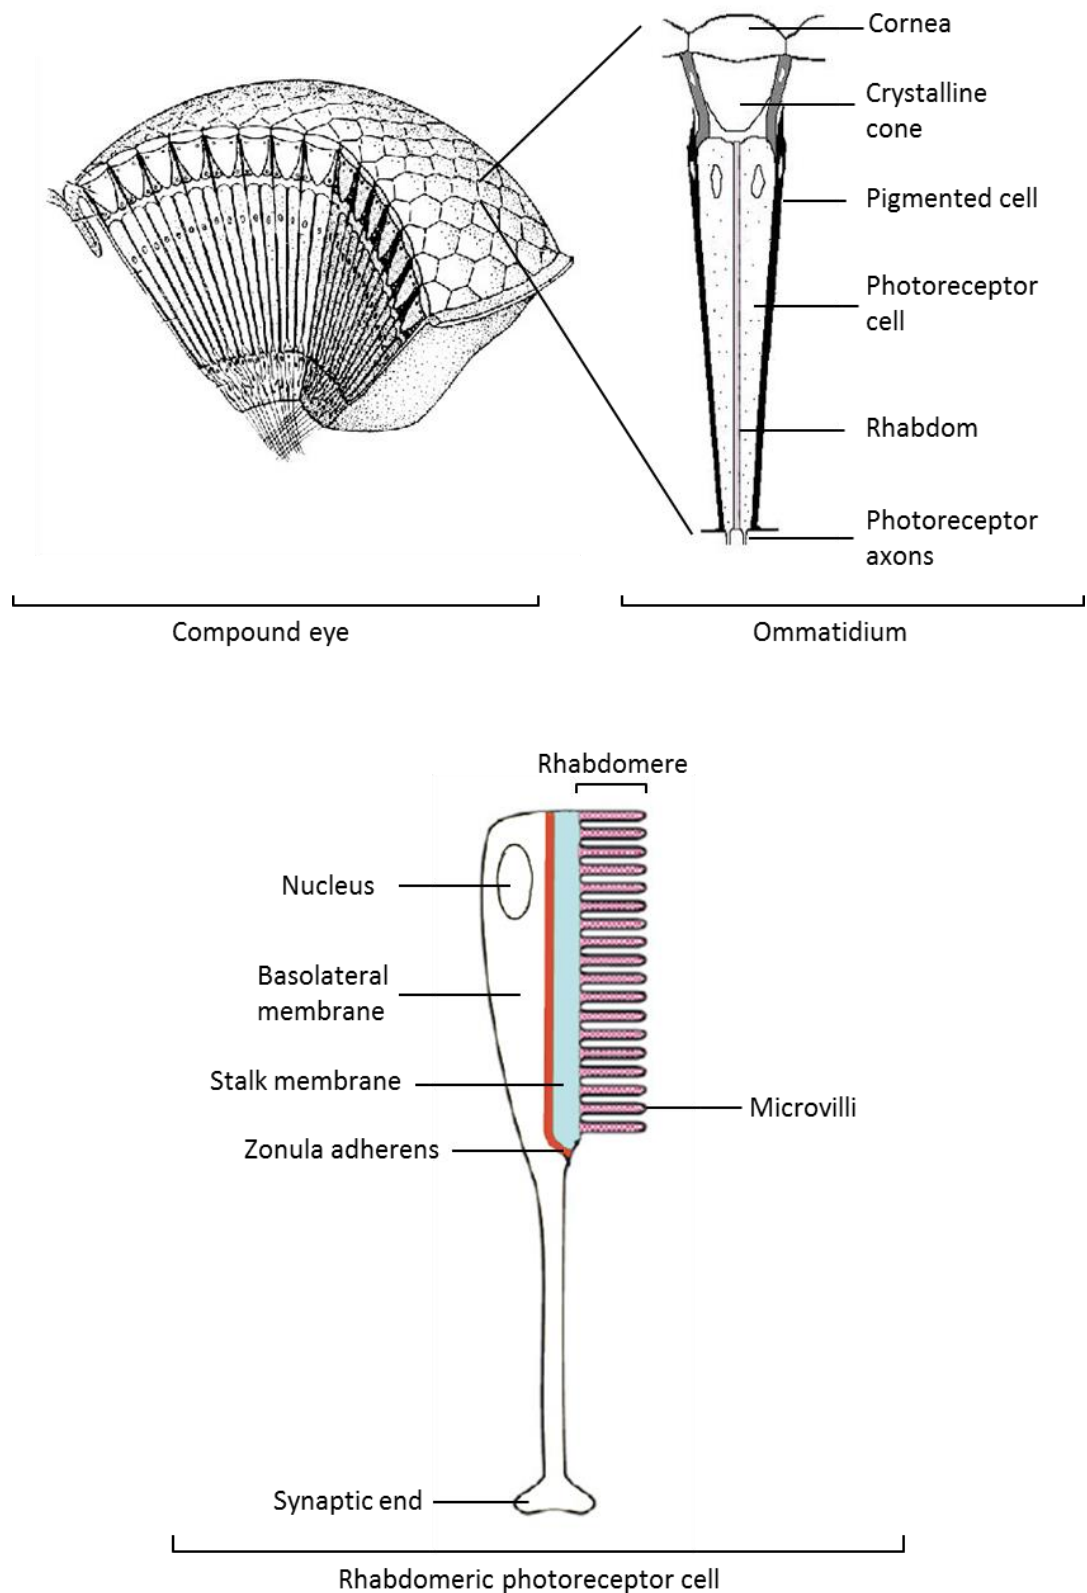 Cornea
Crystalline
cone
Pigmented cell
Photoreceptor
cell
Rhabdom
Photoreceptor
axons
Compound eye
Ommatidium
Rhabdomere
Nucleus
Basolateral
membrane
Stalk membrane
Microvilli
Zonula adherens
Synaptic end
Rhabdomeric photoreceptor cell